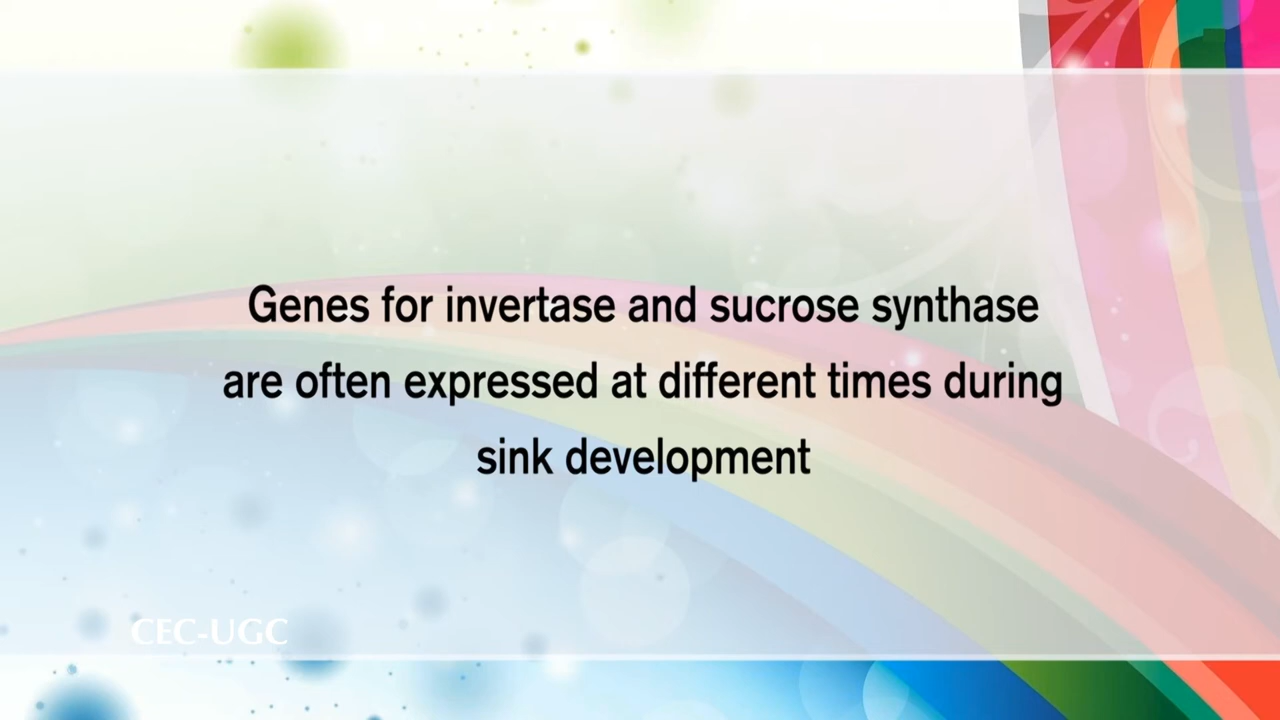 Genes for invertase and sucrose synthase
are often expressed at different times during
sink development
CEC-UGC